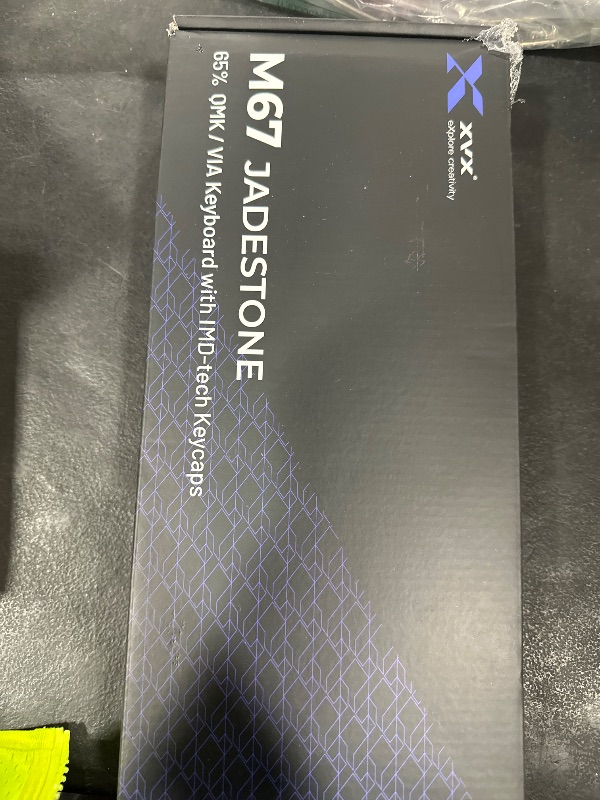 XVX®
eXplore creativity
M67 JADESTONE
65% QMK / VIA Keyboard with IMD-tech Keycaps